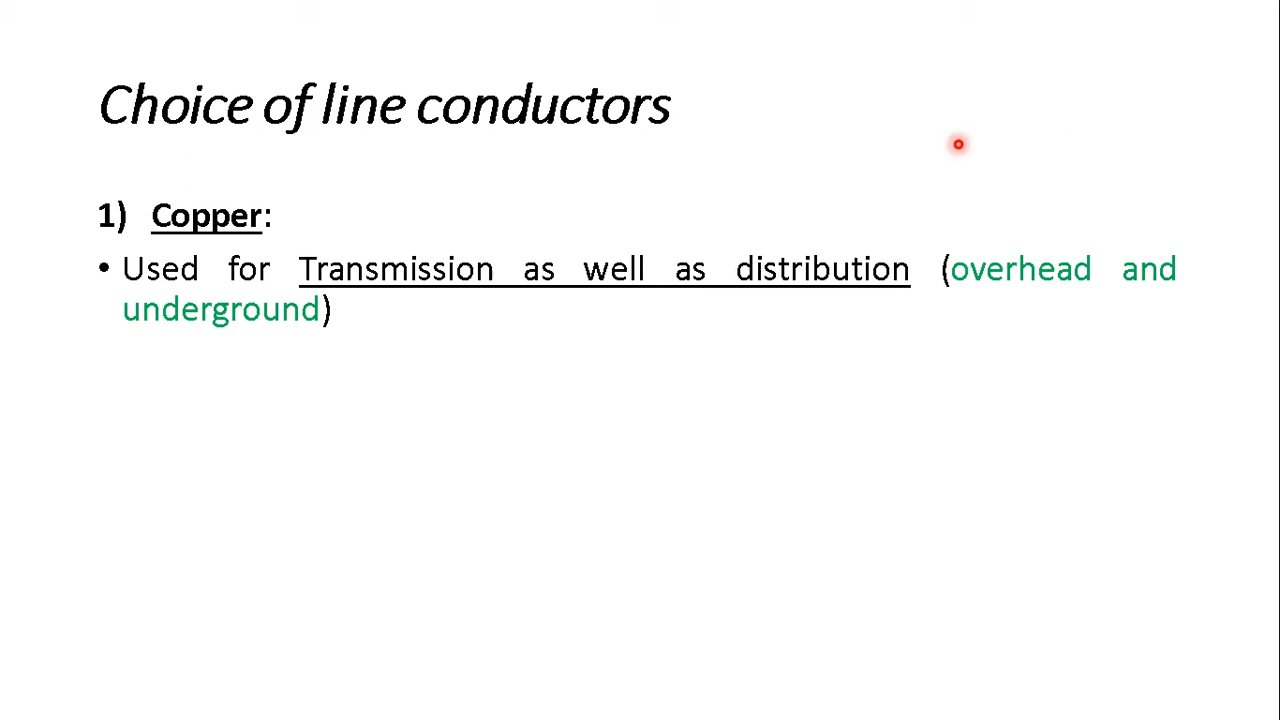 Choice of line conductors
1) Copper:
• Used for Transmission as well as distribution (overhead and
underground)